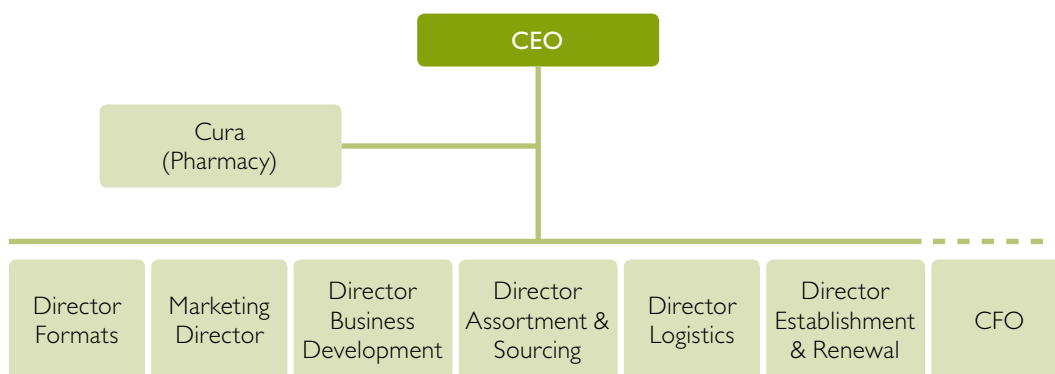 CEO
Cura
(Pharmacy)
Director
Formats
Marketing
Director
Director
Business
Development
Director
Assortment &
Sourcing
Director
Logistics
Director
Establishment
& Renewal
CFO